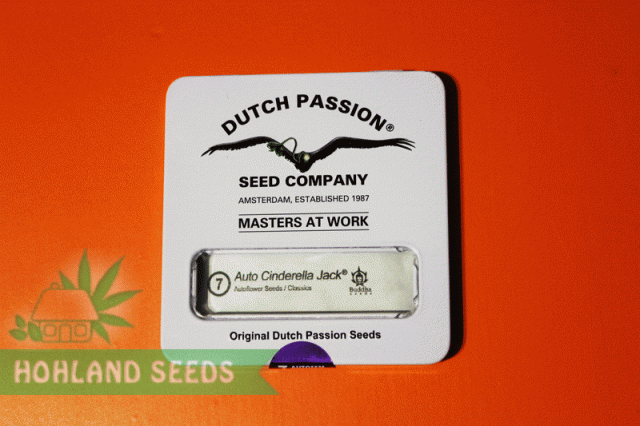 DUTCH PASSION®
SEED COMPANY
AMSTERDAM, ESTABLISHED 1987
MASTERS AT WORK
7
Auto Cinderella Jack®
Autoflower Seeds / Classics
Buddha
SEEDS
Original Dutch Passion Seeds
HOHLAND SEEDS